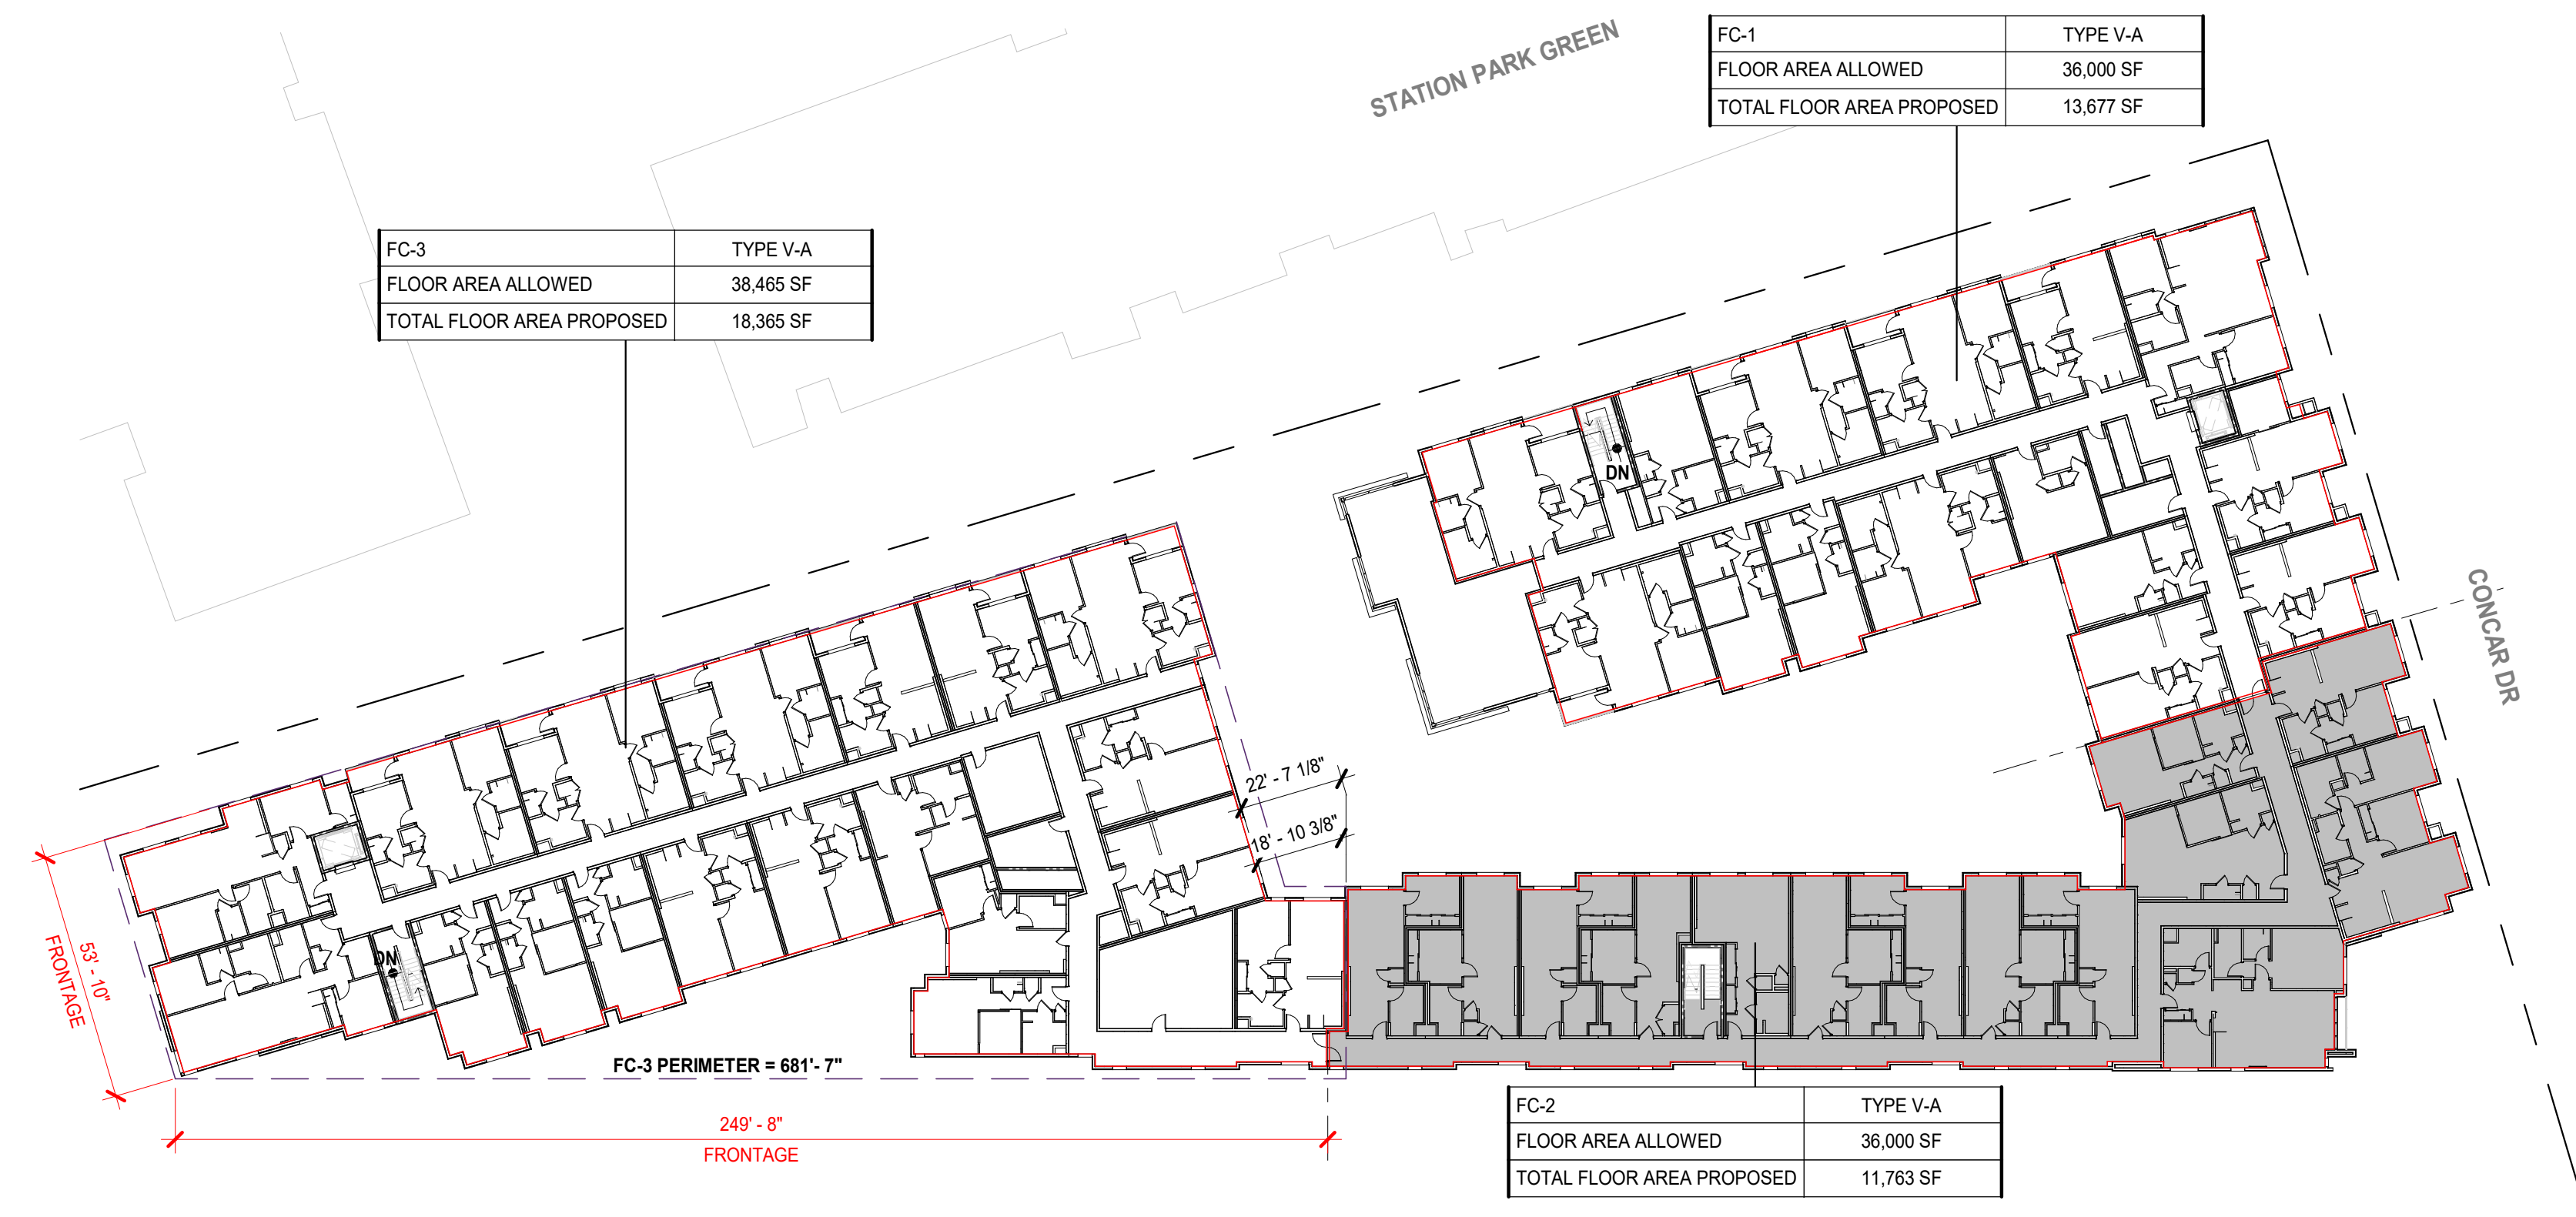 STATION PARK GREEN
FC-1 TYPE V-A
FLOOR AREA ALLOWED 36,000 SF
TOTAL FLOOR AREA PROPOSED 13,677 SF
FC-3 TYPE V-A
FLOOR AREA ALLOWED 38,465 SF
TOTAL FLOOR AREA PROPOSED 18,365 SF
DN
CONCAR DR
22' - 7 1/8"
18' - 10 3/8"
53' - 10"
FRONTAGE
DN
FC-3 PERIMETER = 681'- 7"
249' - 8"
FRONTAGE
FC-2 TYPE V-A
FLOOR AREA ALLOWED 36,000 SF
TOTAL FLOOR AREA PROPOSED 11,763 SF